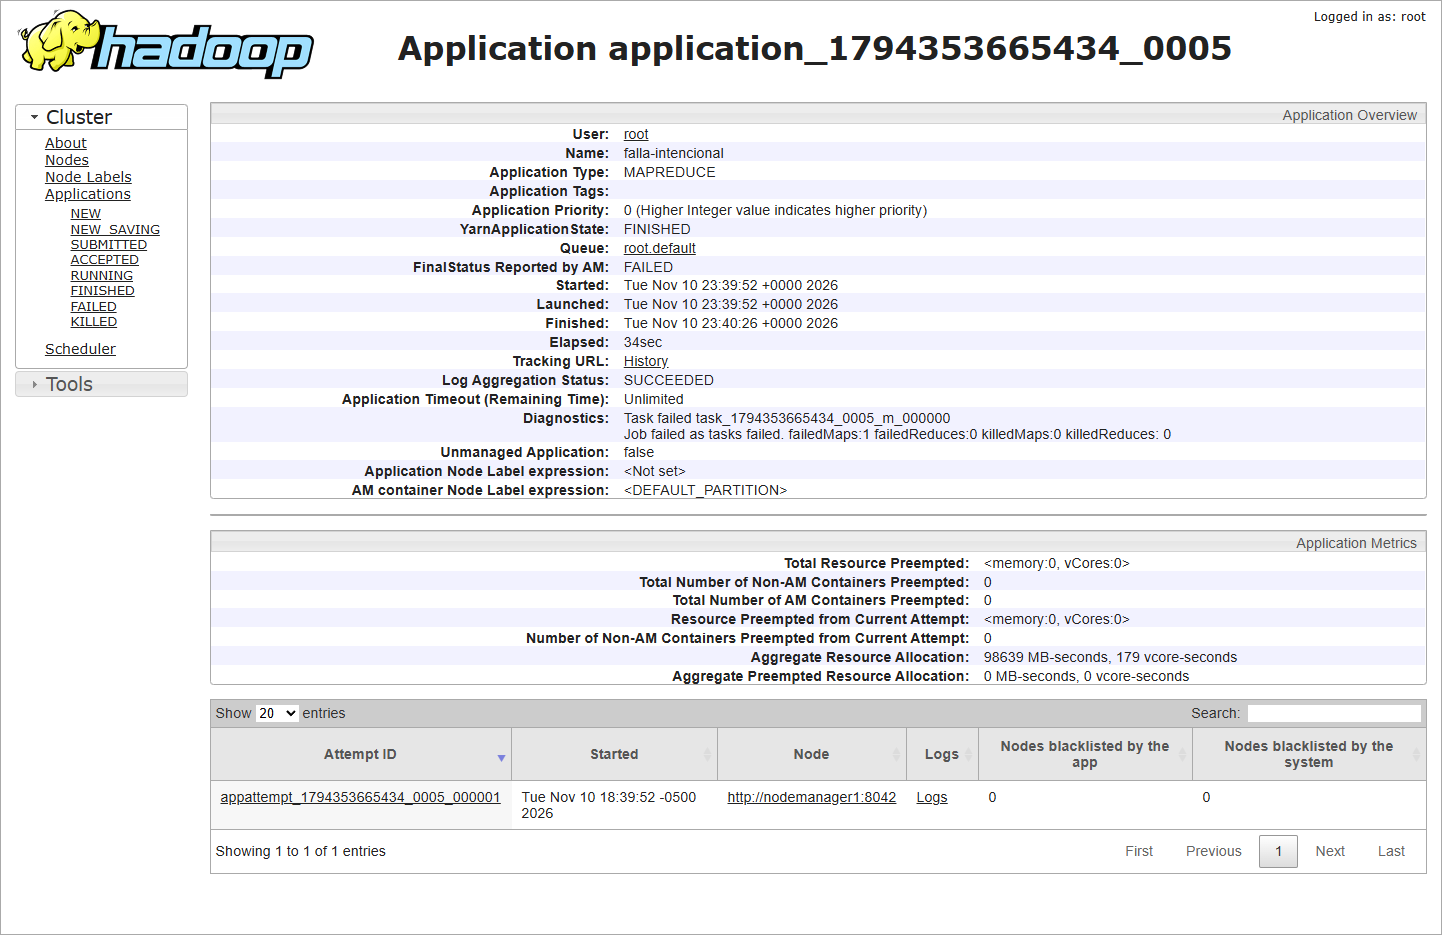 Logged in as: root
hadoop
Application application_1794353665434_0005
Cluster
About
Nodes
Node Labels
Applications
NEW
NEW_SAVING
SUBMITTED
ACCEPTED
RUNNING
FINISHED
FAILED
KILLED
Scheduler
Tools
Application Overview
User: root
Name: falla-intencional
Application Type: MAPREDUCE
Application Tags:
Application Priority: 0 (Higher Integer value indicates higher priority)
YarnApplicationState: FINISHED
Queue: root.default
FinalStatus Reported by AM: FAILED
Started: Tue Nov 10 23:39:52 +0000 2026
Launched: Tue Nov 10 23:39:52 +0000 2026
Finished: Tue Nov 10 23:40:26 +0000 2026
Elapsed: 34sec
Tracking URL: History
Log Aggregation Status: SUCCEEDED
Application Timeout (Remaining Time): Unlimited
Diagnostics: Task failed task_1794353665434_0005_m_000000
Job failed as tasks failed. failedMaps:1 failedReduces:0 killedMaps:0 killedReduces: 0
Unmanaged Application: false
Application Node Label expression: <Not set>
AM container Node Label expression: <DEFAULT_PARTITION>
Application Metrics
Total Resource Preempted: <memory:0, vCores:0>
Total Number of Non-AM Containers Preempted: 0
Total Number of AM Containers Preempted: 0
Resource Preempted from Current Attempt: <memory:0, vCores:0>
Number of Non-AM Containers Preempted from Current Attempt: 0
Aggregate Resource Allocation: 98639 MB-seconds, 179 vcore-seconds
Aggregate Preempted Resource Allocation: 0 MB-seconds, 0 vcore-seconds
Show 20 entries Search:
Attempt ID Started Node Logs Nodes blacklisted by the app Nodes blacklisted by the system
appattempt_1794353665434_0005_000001 Tue Nov 10 18:39:52 -0500 2026 http://nodemanager1:8042 Logs 0 0
Showing 1 to 1 of 1 entries First Previous 1 Next Last